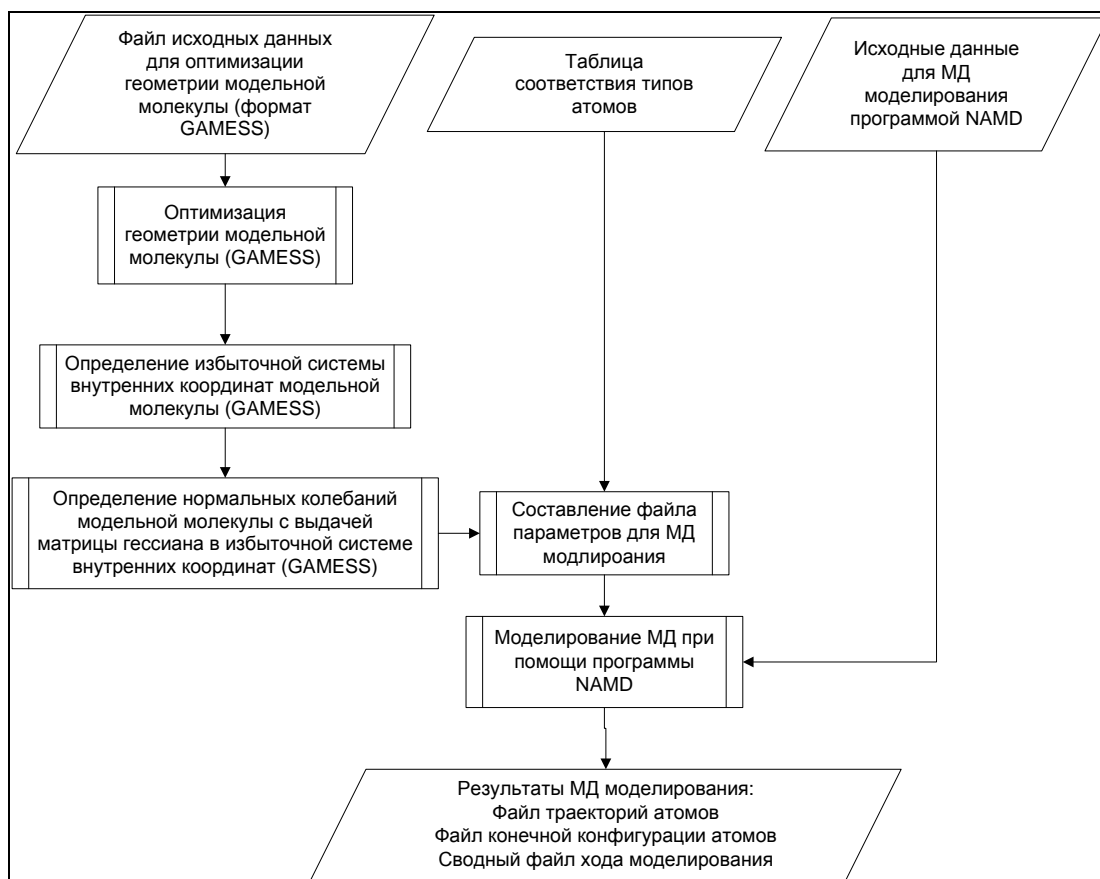 Файл исходных данных
для оптимизации
геометрии модельной
молекулы (формат
GAMESS)
Таблица
соответствия типов
атомов
Исходные данные
для МД
моделирования
программой NAMD
Оптимизация
геометрии модельной
молекулы (GAMESS)
Определение избыточной системы
внутренних координат модельной
молекулы (GAMESS)
Определение нормальных колебаний
модельной молекулы с выдачей
матрицы гессиана в избыточной системе
внутренних координат (GAMESS)
Составление файла
параметров для МД
модлироания
Моделирование МД при
помощи программы
NAMD
Результаты МД моделирования:
Файл траекторий атомов
Файл конечной конфигурации атомов
Сводный файл хода моделирования